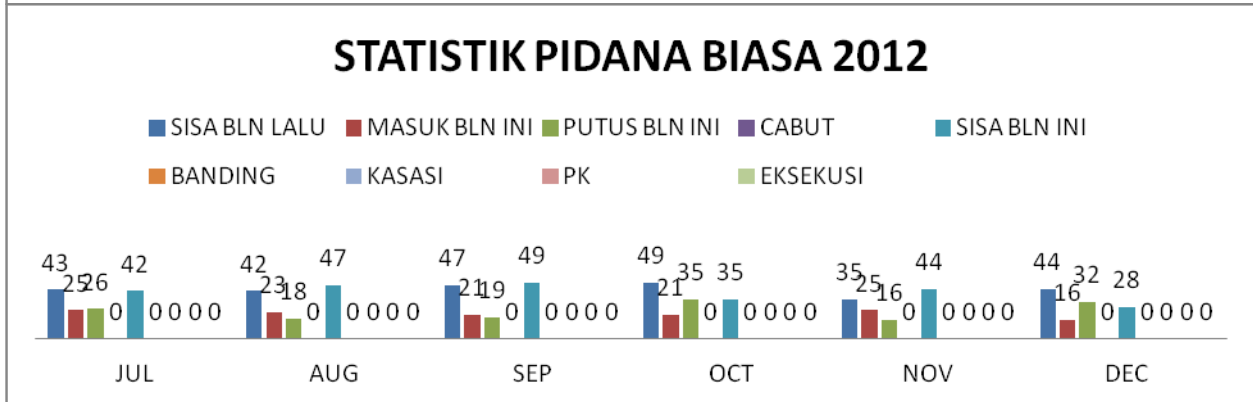 STATISTIK PIDANA BIASA 2012
SISA BLN LALU MASUK BLN INI PUTUS BLN INI CABUT SISA BLN INI
BANDING KASASI PK EKSEKUSI
43 25 26 0 42 0 0 0 0 42 23 18 0 47 0 0 0 0 47 21 19 0 49 0 0 0 0 49 21 35 0 35 0 0 0 0 35 25 16 0 44 0 0 0 0 44 16 32 0 28 0 0 0 0
JUL AUG SEP OCT NOV DEC